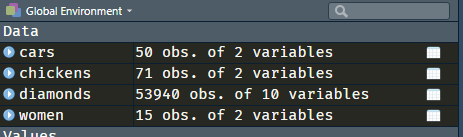 Global Environment
Data
cars 50 obs. of 2 variables
chickens 71 obs. of 2 variables
diamonds 53940 obs. of 10 variables
women 15 obs. of 2 variables
Values